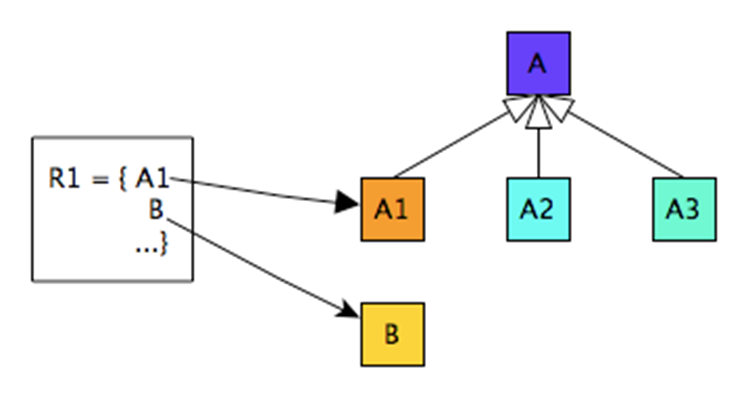 A
R1 = { A1
B
...}
A1
A2
A3
B